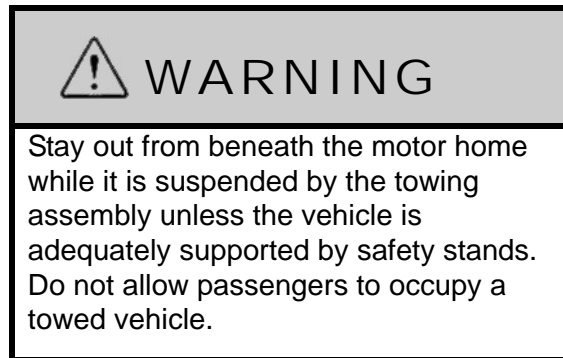 WARNING
Stay out from beneath the motor home
while it is suspended by the towing
assembly unless the vehicle is
adequately supported by safety stands.
Do not allow passengers to occupy a
towed vehicle.